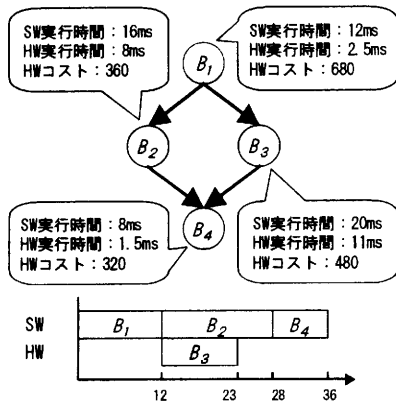 SW実行時間：16ms
HW実行時間：8ms
HWコスト：360
SW実行時間：12ms
HW実行時間：2.5ms
HWコスト：680
B1
B2
B3
B4
SW実行時間：8ms
HW実行時間：1.5ms
HWコスト：320
SW実行時間：20ms
HW実行時間：11ms
HWコスト：480
SW B1 B2 B4
HW B3
12 23 28 36